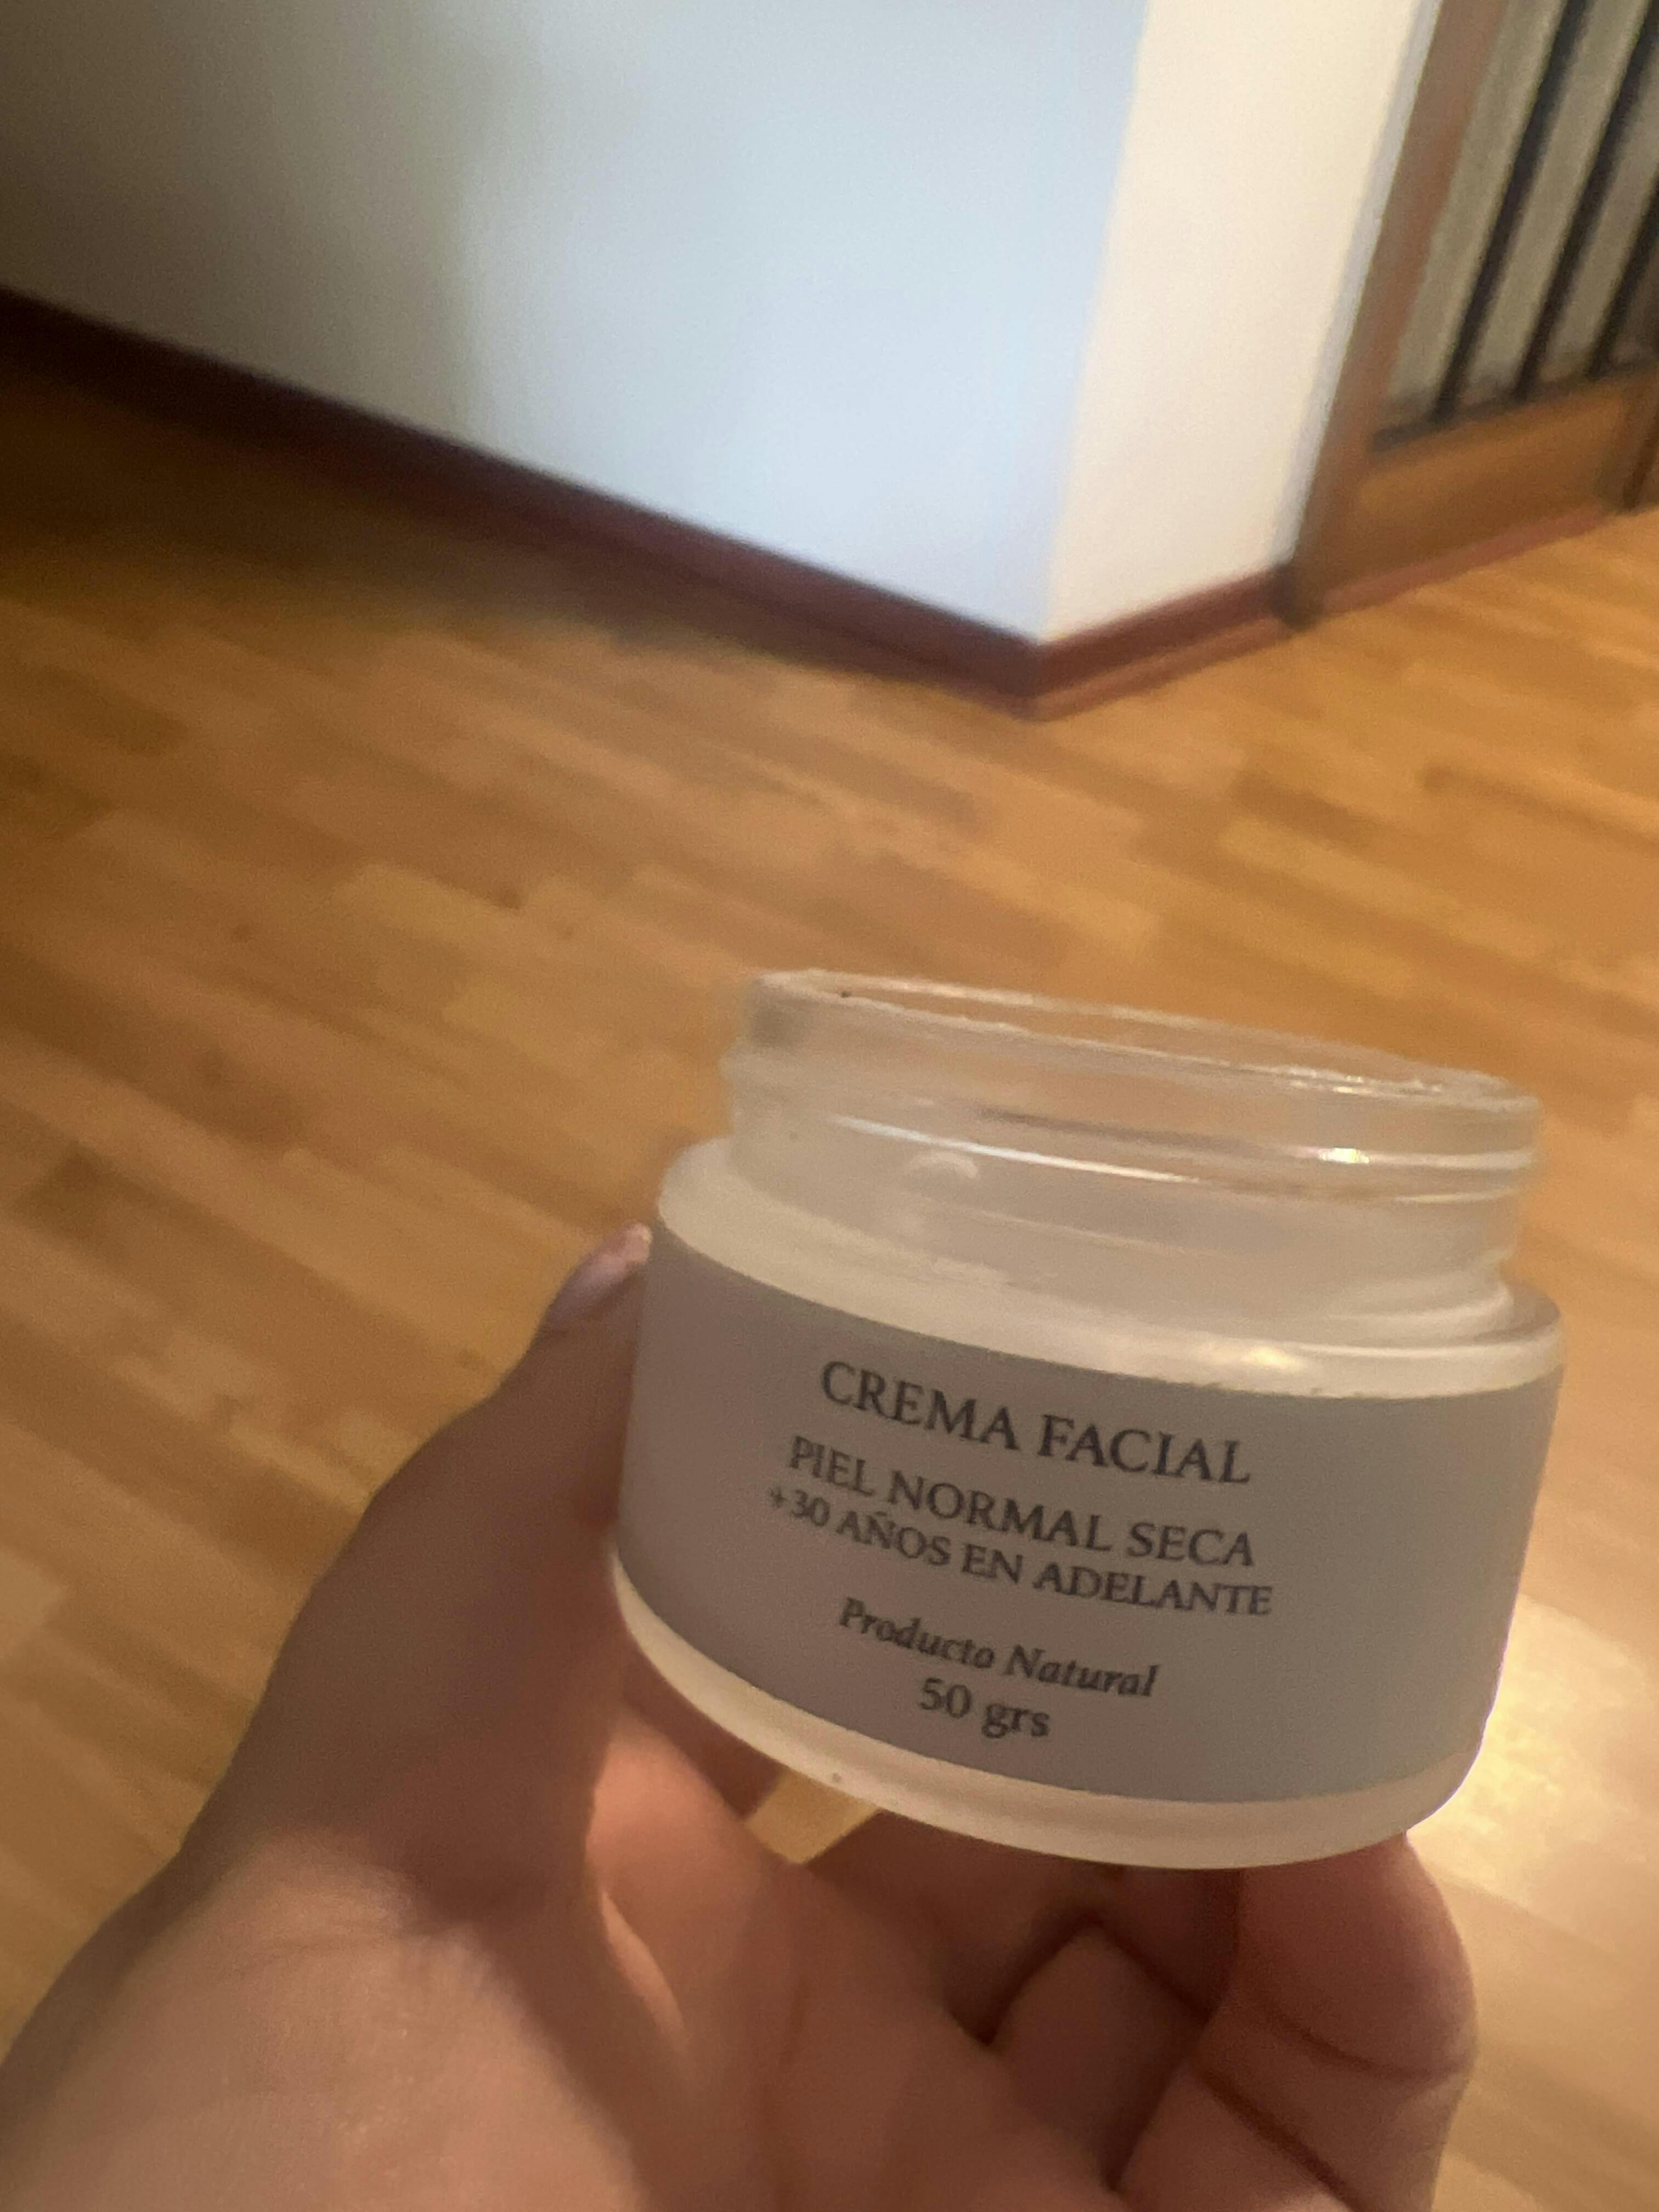 CREMA FACIAL
PIEL NORMAL SECA
+30 AÑOS EN ADELANTE
Producto Natural
50 grs